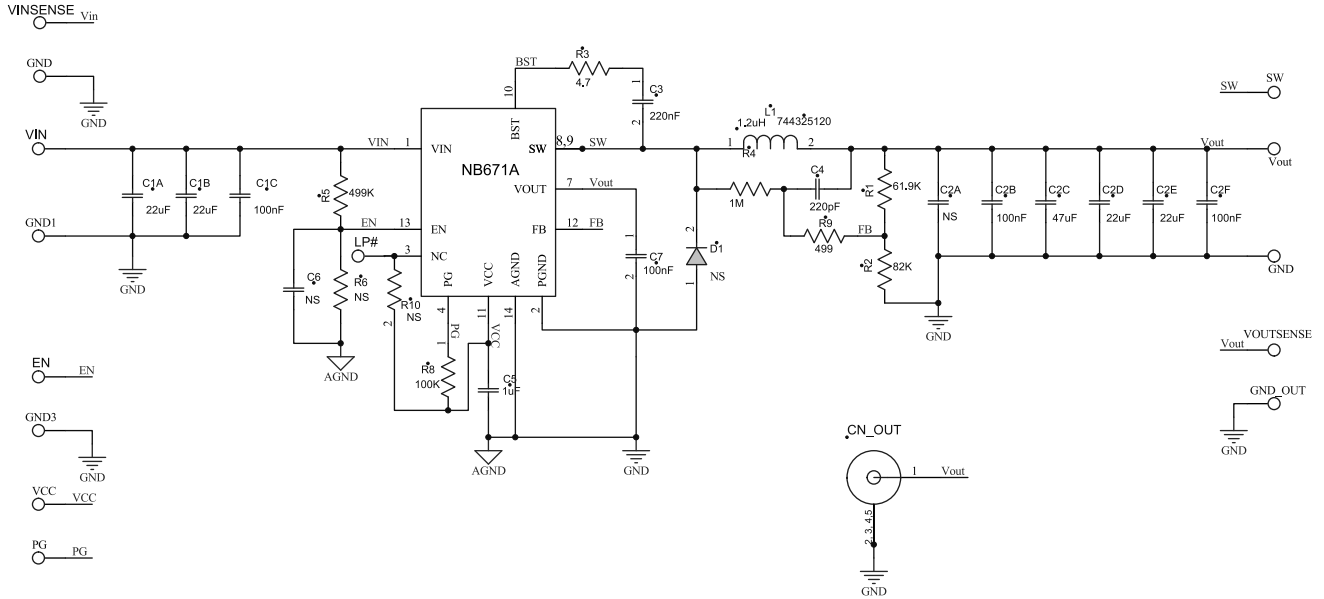 VINSENSE
Vin
GND
GND
VIN
VIN
C1A
22uF
C1B
22uF
C1C
100nF
GND1
GND
R5
499K
EN
C6
NS
R6
NS
AGND
LP#
R10
NS
2
BST
10
R3
4.7
1
C3
220nF
2
1
VIN
BST
SW
8,9
SW
NB671A
VOUT
7
Vout
13
EN
FB
12
FB
3
NC
PG
VCC
AGND
PGND
4
11
14
2
PG
VCC
1
R8
100K
C5
1uF
AGND
1
C7
100nF
2
GND
2
D1
NS
1
1.2uH
L1
744325120
1
2
R4
1M
C4
220pF
R9
499
FB
R1
61.9K
R2
82K
C2A
NS
C2B
100nF
C2C
47uF
C2D
22uF
C2E
22uF
C2F
100nF
GND
SW
SW
Vout
Vout
GND
VOUTSENSE
Vout
GND_OUT
GND
EN
EN
GND3
GND
VCC
VCC
PG
PG
CN_OUT
1
Vout
2, 3, 4,5
GND